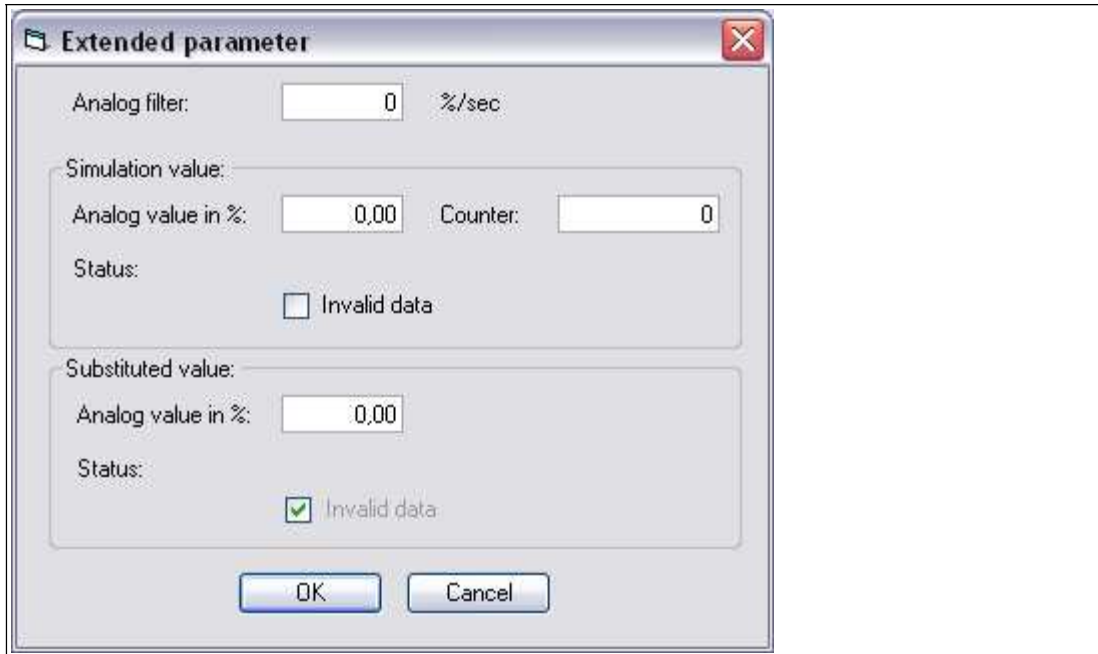 Extended parameter
Analog filter: 0 %/sec
Simulation value:
Analog value in %: 0,00 Counter: 0
Status:
Invalid data
Substituted value:
Analog value in %: 0,00
Status:
Invalid data
OK Cancel